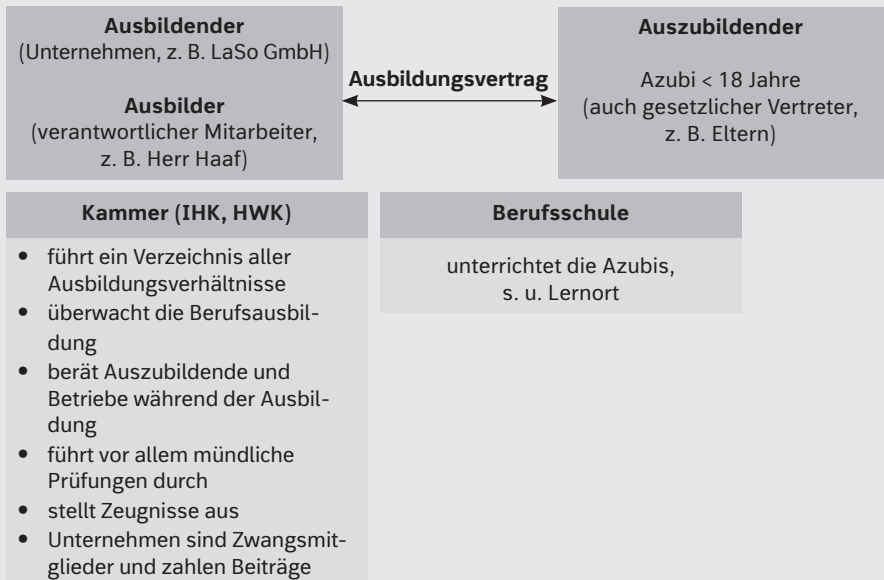 Ausbildender
(Unternehmen, z. B. LaSo GmbH)
Ausbilder
(verantwortlicher Mitarbeiter,
z. B. Herr Haaf)
Ausbildungsvertrag
Auszubildender
Azubi < 18 Jahre
(auch gesetzlicher Vertreter,
z. B. Eltern)
Kammer (IHK, HWK)
• führt ein Verzeichnis aller
Ausbildungsverhältnisse
• überwacht die Berufsausbil-
dung
• berät Auszubildende und
Betriebe während der Ausbil-
dung
• führt vor allem mündliche
Prüfungen durch
• stellt Zeugnisse aus
• Unternehmen sind Zwangsmit-
glieder und zahlen Beiträge
Berufsschule
unterrichtet die Azubis,
s. u. Lernort